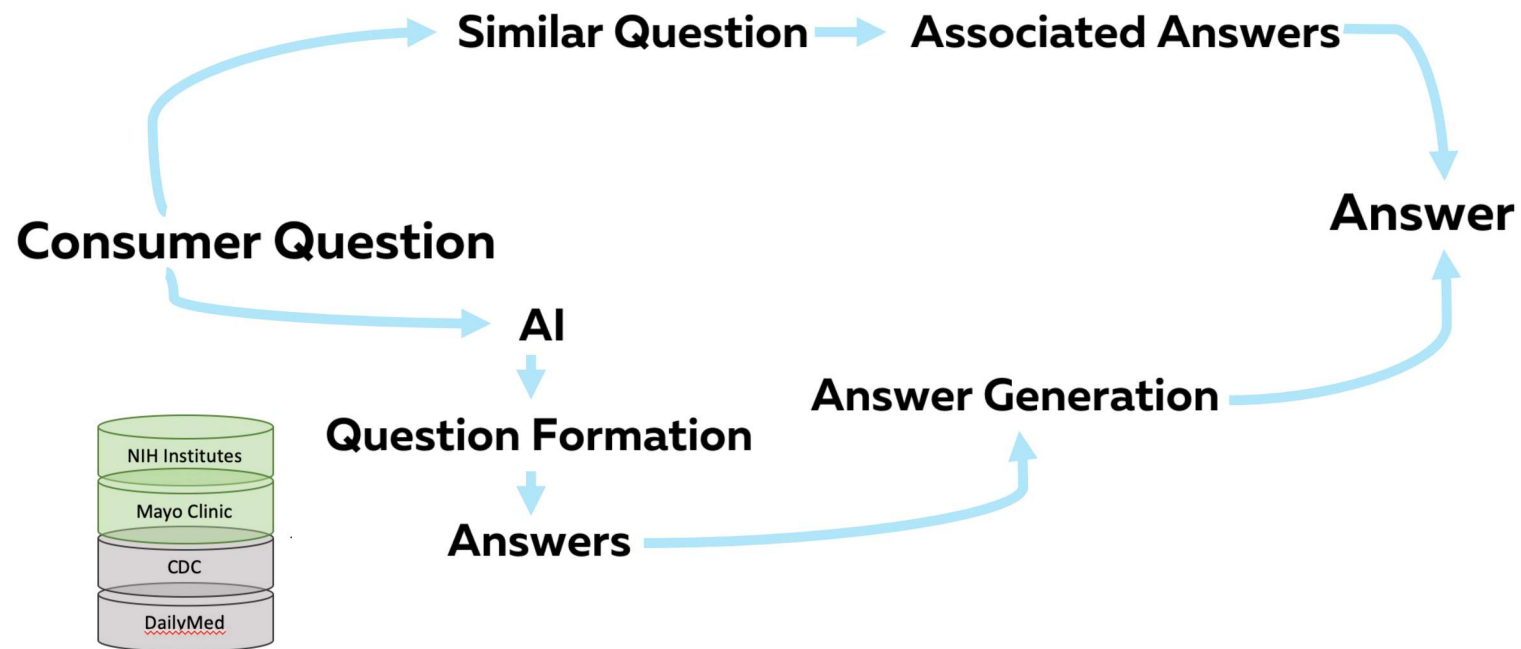 Similar Question
Associated Answers
Answer
Consumer Question
AI
Answer Generation
Question Formation
Answers
NIH Institutes
Mayo Clinic
CDC
DailyMed